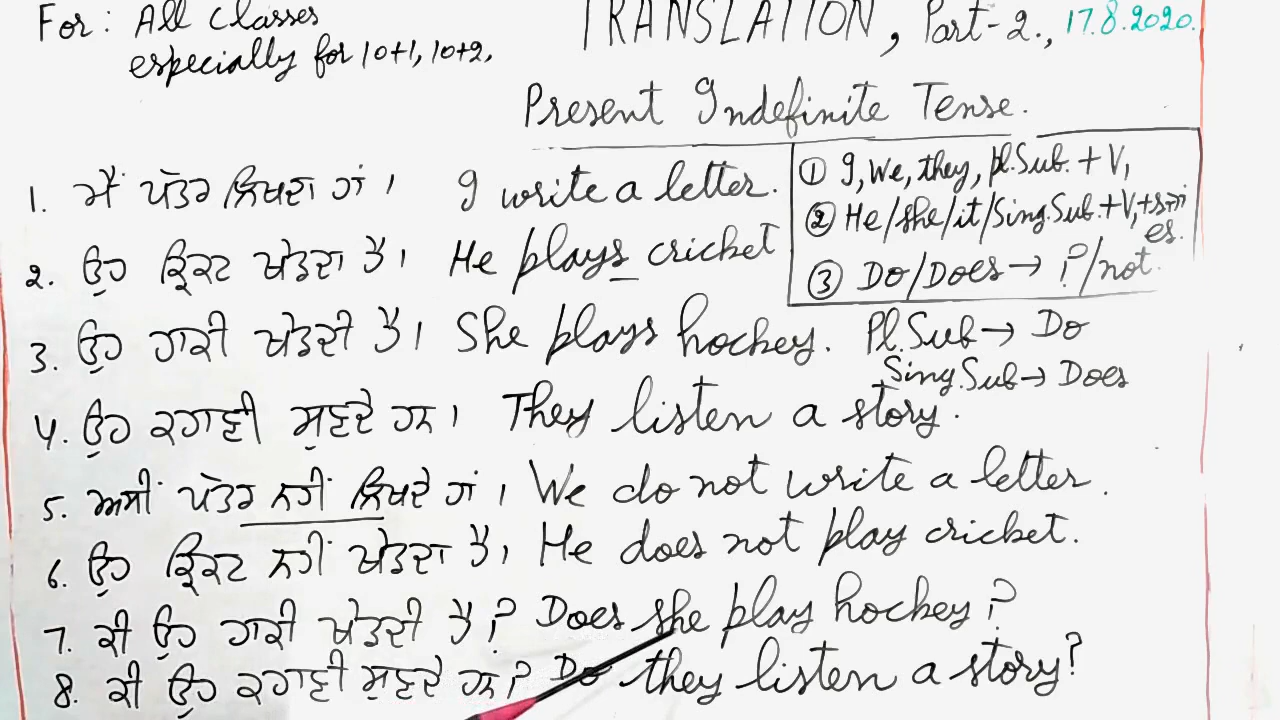 For: All Classes
especially for 10+1, 10+2,
TRANSLATION, Part-2., 17.8.2020.
Present Indefinite Tense.
1. ਮੈਂ ਪੱਤਰ ਲਿਖਦਾ ਹਾਂ। I write a letter.
2. ਉਹ ਕ੍ਰਿਕਟ ਖੇਡਦਾ ਹੈ। He plays cricket
3. ਉਹ ਹਾਕੀ ਖੇਡਦੀ ਹੈ। She plays hockey.
4. ਉਹ ਕਹਾਣੀ ਸੁਣਦੇ ਹਨ। They listen a story.
5. ਅਸੀਂ ਪੱਤਰ ਨਹੀਂ ਲਿਖਦੇ ਹਾਂ। We do not write a letter.
6. ਉਹ ਕ੍ਰਿਕਟ ਨਹੀਂ ਖੇਡਦਾ ਹੈ। He does not play cricket.
7. ਕੀ ਉਹ ਹਾਕੀ ਖੇਡਦੀ ਹੈ? Does she play hockey?
8. ਕੀ ਉਹ ਕਹਾਣੀ ਸੁਣਦੇ ਹਨ? Do they listen a story?
① I, We, they, pl.Sub. + V,
② He/she/it/Sing.Sub.+V,+s
es.
③ Do/Does→ ?/not.
Pl.Sub→ Do
Sing.Sub→ Does